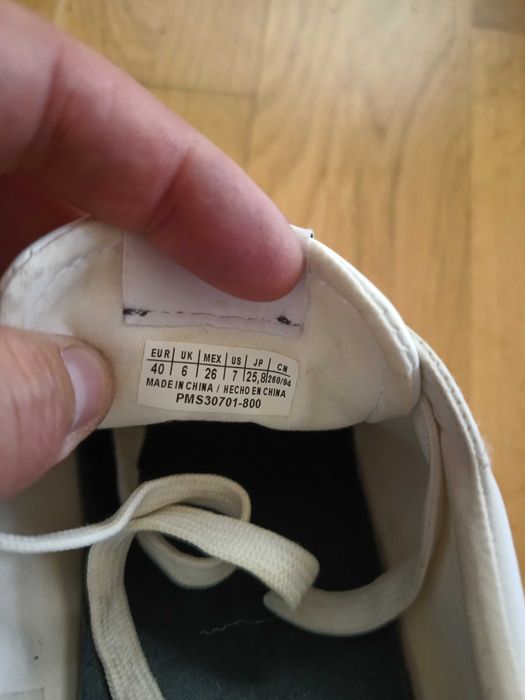 EUR UK MEX US JP CN
40 6 26 7 25,8 260/94
MADE IN CHINA / HECHO EN CHINA
PMS30701-800